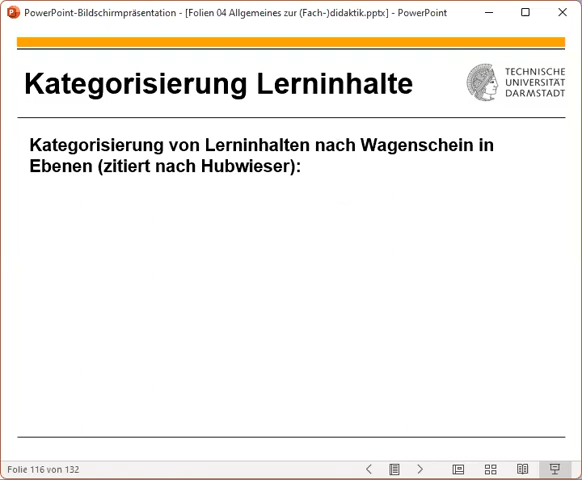 PowerPoint-Bildschirmpräsentation - [Folien 04 Allgemeines zur (Fach-)didaktik.pptx] - PowerPoint
Kategorisierung Lerninhalte
TECHNISCHE
UNIVERSITÄT
DARMSTADT
Kategorisierung von Lerninhalten nach Wagenschein in
Ebenen (zitiert nach Hubwieser):
Folie 116 von 132